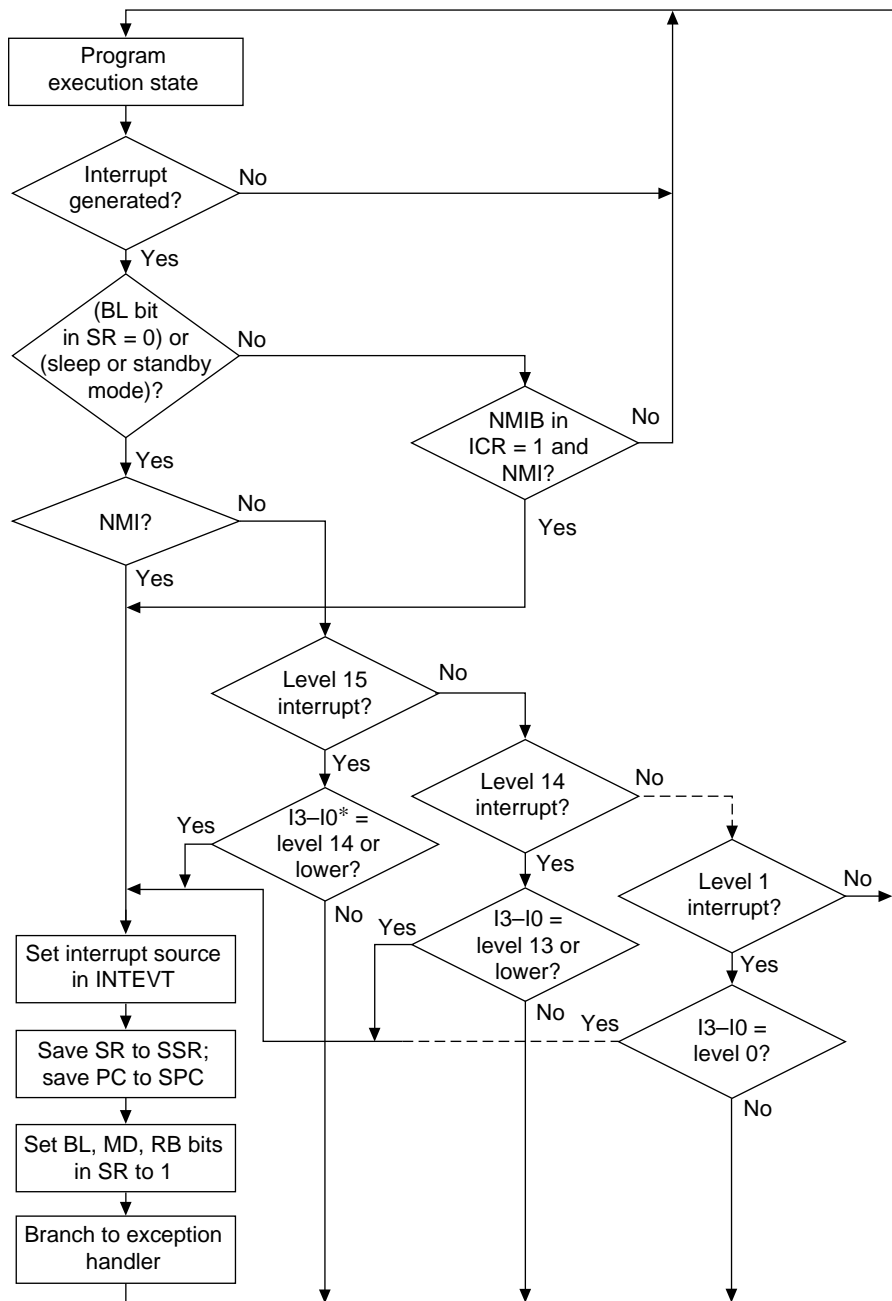 Program
execution state
Interrupt
generated?
No
Yes
(BL bit
in SR = 0) or
(sleep or standby
mode)?
No
Yes
NMIB in
ICR = 1 and
NMI?
No
Yes
NMI?
No
Yes
Level 15
interrupt?
No
Yes
Level 14
interrupt?
No
Yes
I3–I0* =
level 14 or
lower?
Yes
No
Level 1
interrupt?
No
Yes
I3–I0 =
level 13 or
lower?
Yes
No
I3–I0 =
level 0?
Yes
No
Set interrupt source
in INTEVT
Save SR to SSR;
save PC to SPC
Set BL, MD, RB bits
in SR to 1
Branch to exception
handler